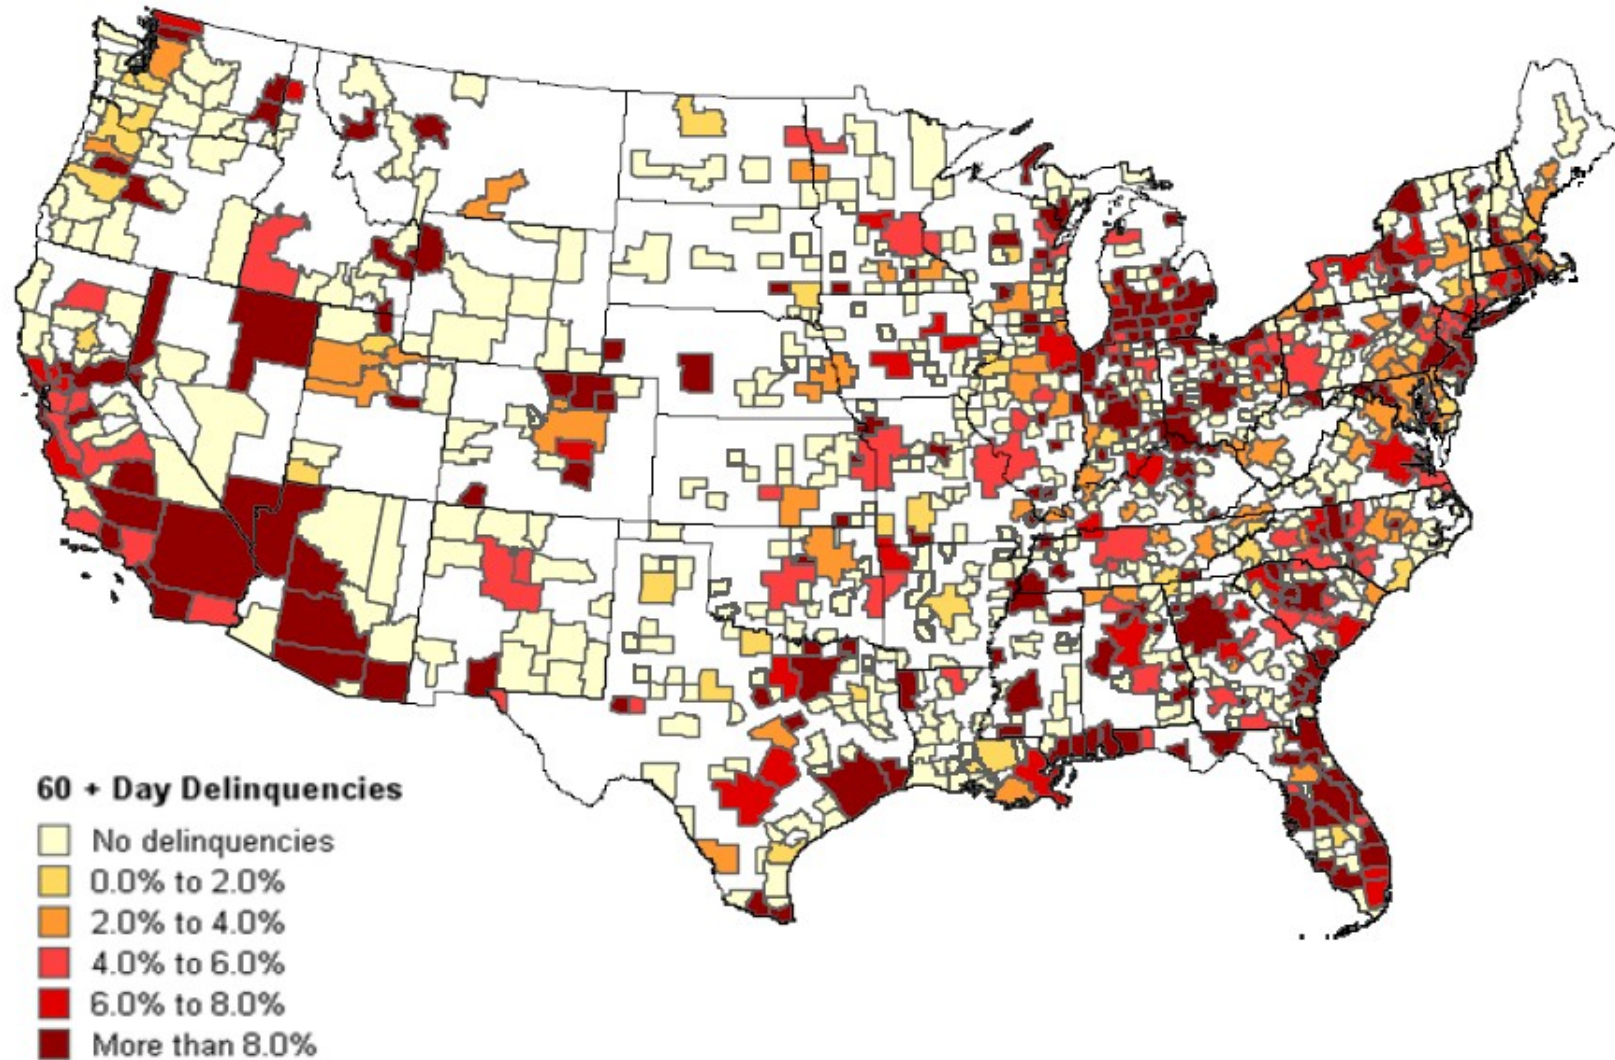 60 + Day Delinquencies
No delinquencies
0.0% to 2.0%
2.0% to 4.0%
4.0% to 6.0%
6.0% to 8.0%
More than 8.0%